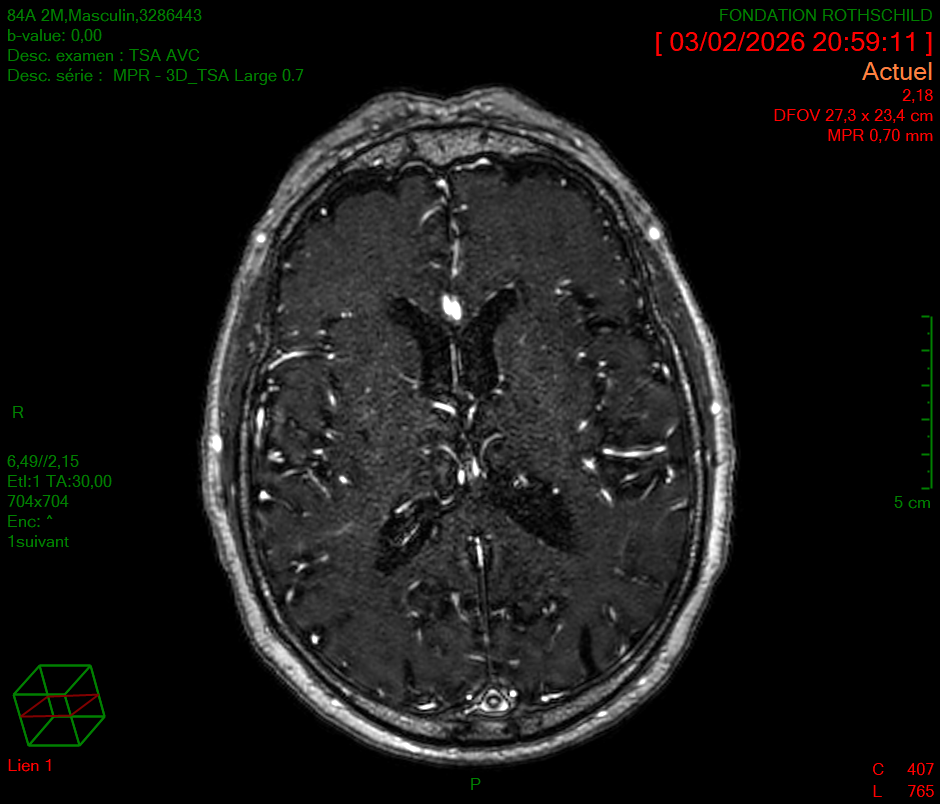 84A 2M,Masculin,3286443
b-value: 0,00
Desc. examen : TSA AVC
Desc. série : MPR - 3D_TSA Large 0.7
FONDATION ROTHSCHILD
[ 03/02/2026 20:59:11 ]
Actuel
2,18
DFOV 27,3 x 23,4 cm
MPR 0,70 mm
R
6,49//2,15
Etl:1 TA:30,00
704x704
Enc: ^
1suivant
5 cm
Lien 1
P
C 407
L 765